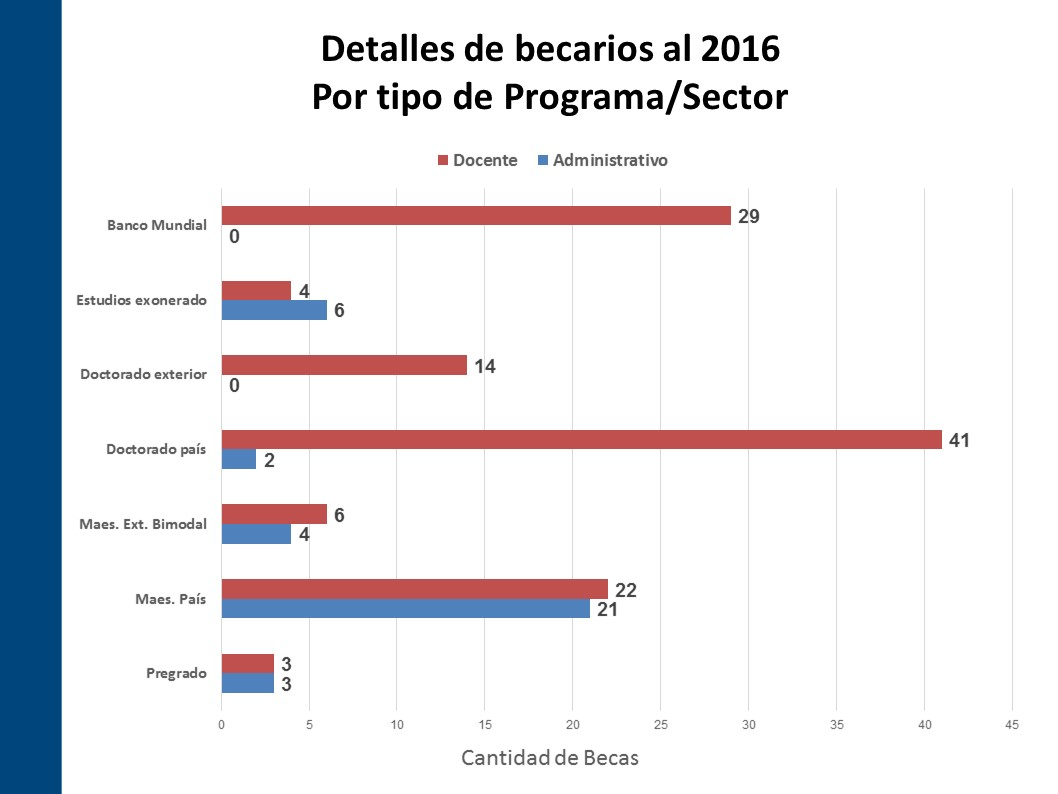 Detalles de becarios al 2016
Por tipo de Programa/Sector
Docente Administrativo
Banco Mundial
29
0
Estudios exonerado
4
6
Doctorado exterior
14
0
Doctorado país
41
2
Maes. Ext. Bimodal
6
4
Maes. País
22
21
Pregrado
3
3
0 5 10 15 20 25 30 35 40 45
Cantidad de Becas